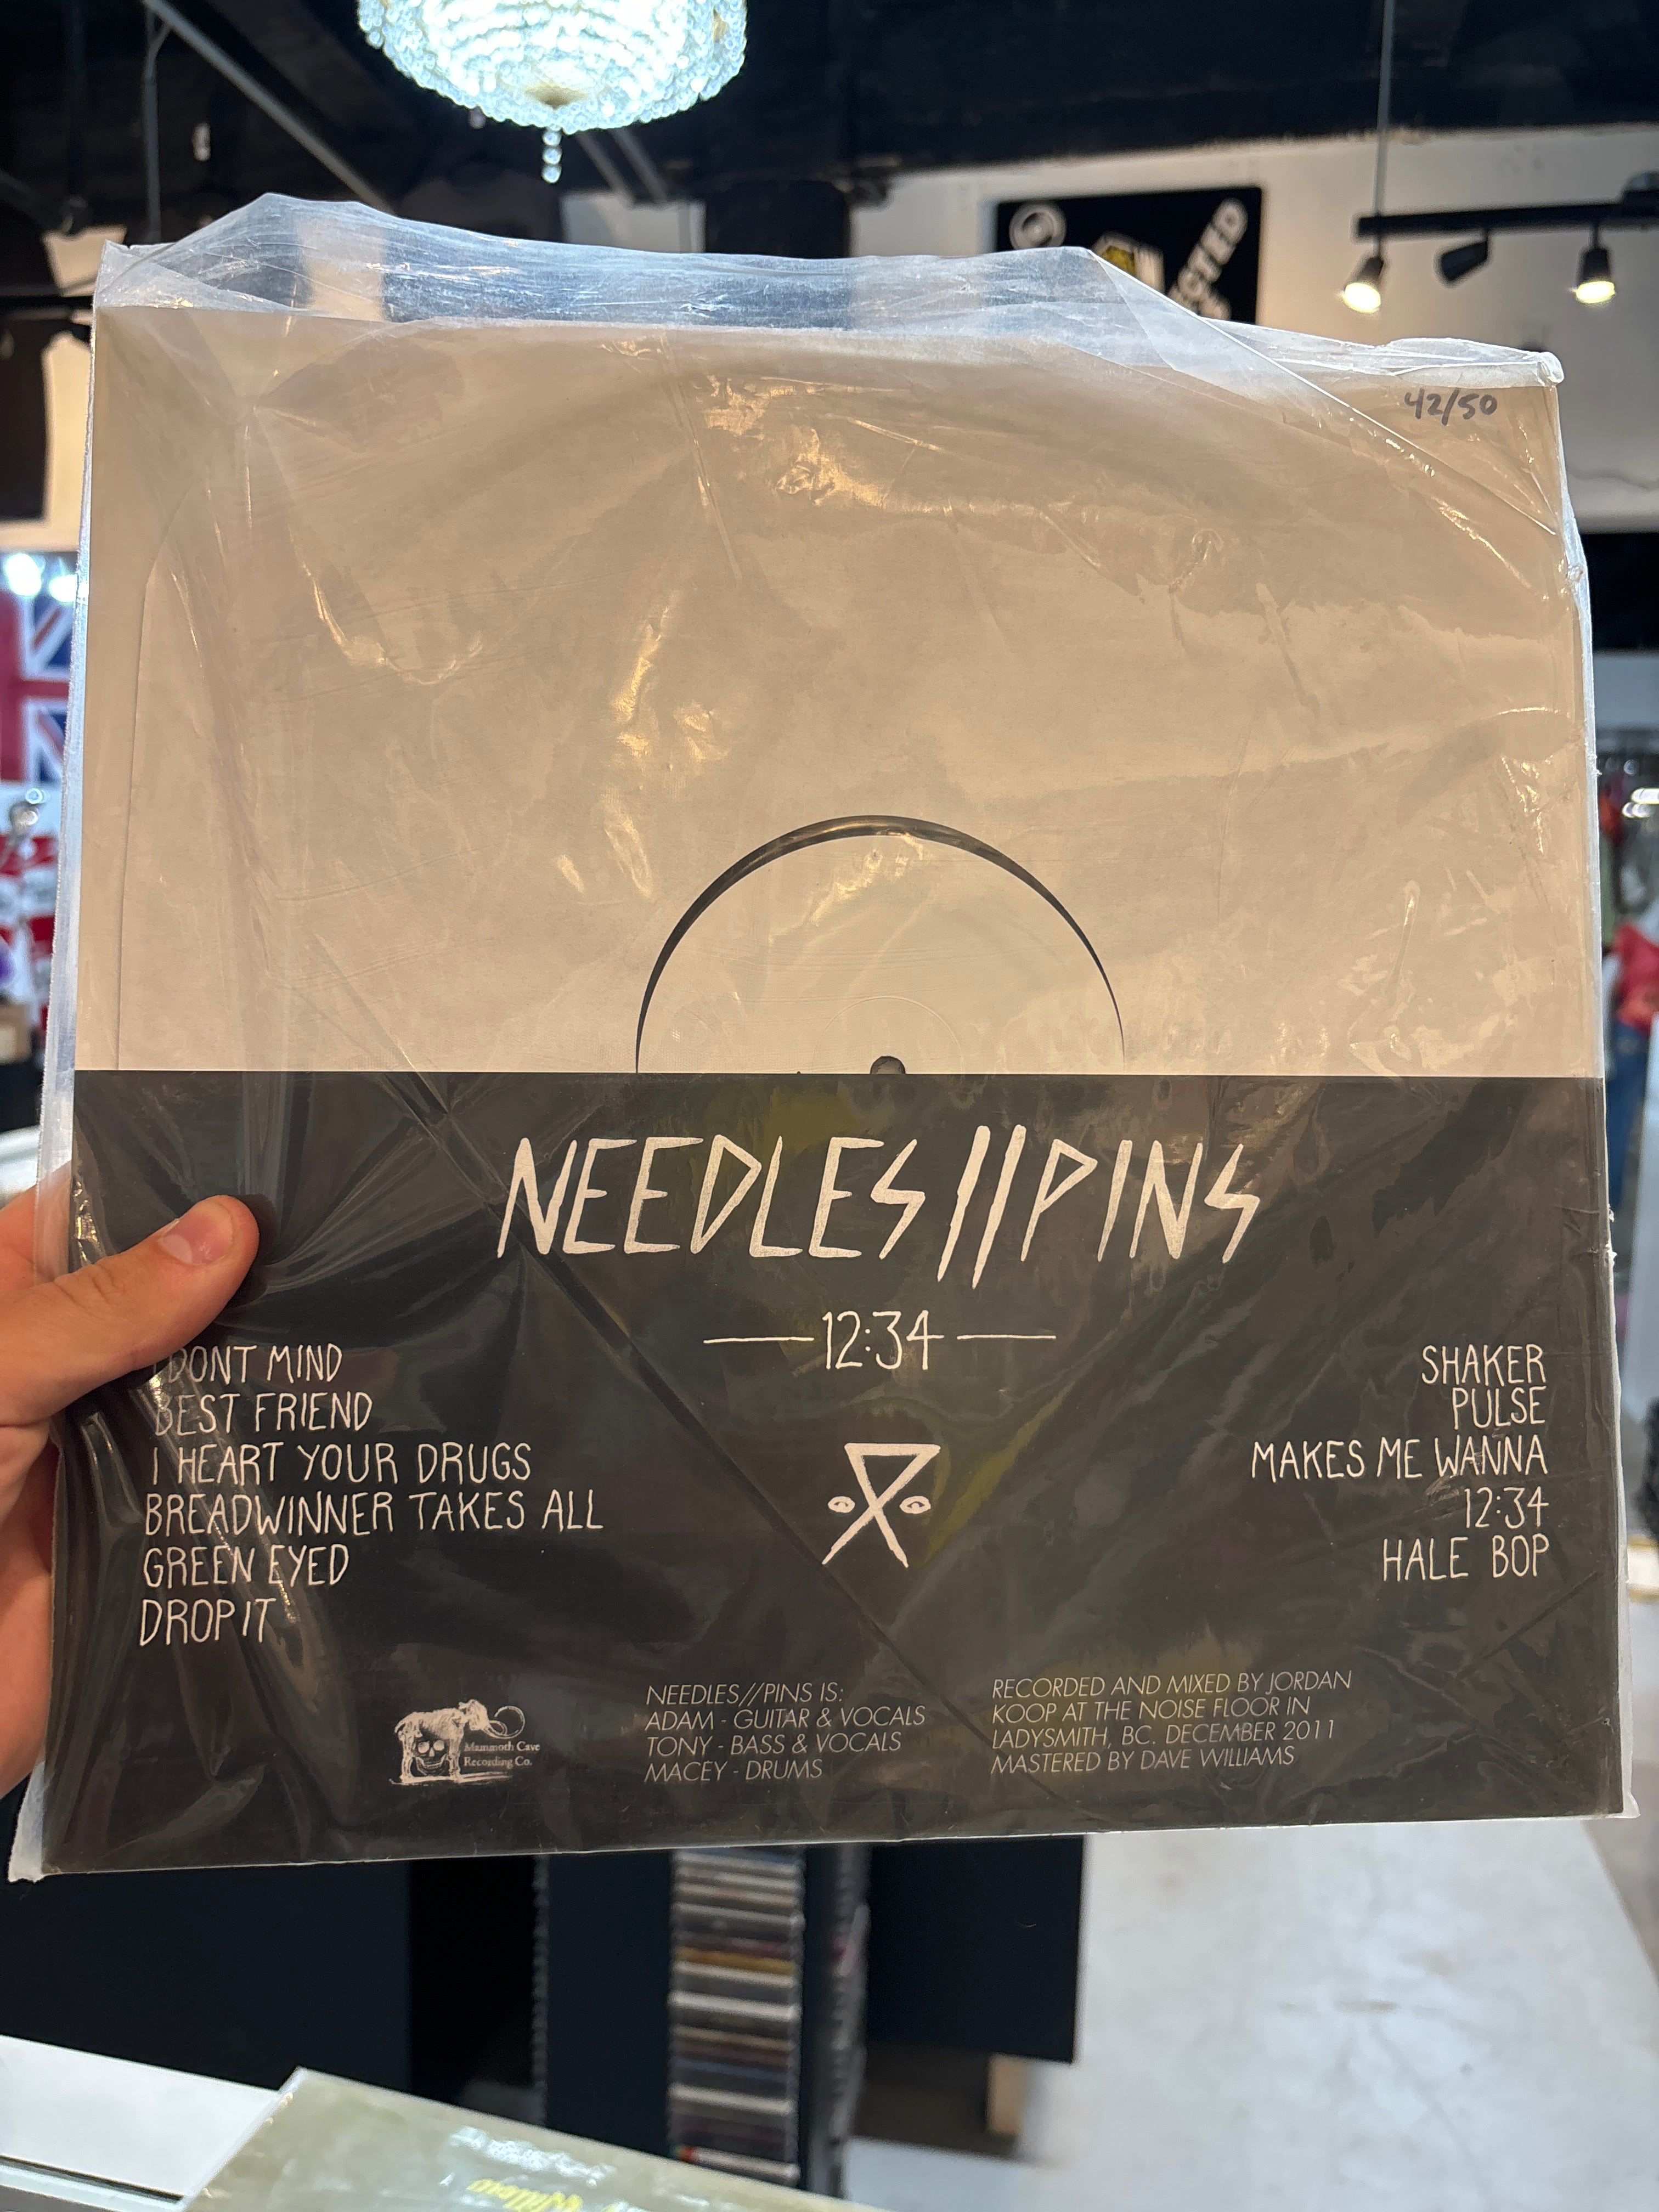 42/50
NEEDLES//PINS
12:34
I DONT MIND
BEST FRIEND
I HEART YOUR DRUGS
BREADWINNER TAKES ALL
GREEN EYED
DROP IT
SHAKER
PULSE
MAKES ME WANNA
12:34
HALE BOP
Mammoth Cave
Recording Co.
NEEDLES//PINS IS:
ADAM - GUITAR & VOCALS
TONY - BASS & VOCALS
MACEY - DRUMS
RECORDED AND MIXED BY JORDAN
KOOP AT THE NOISE FLOOR IN
LADYSMITH, BC. DECEMBER 2011
MASTERED BY DAVE WILLIAMS